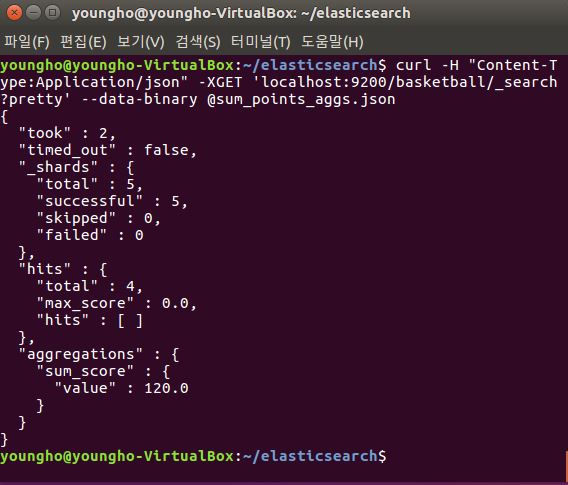 youngho@youngho-VirtualBox: ~/elasticsearch
파일(F) 편집(E) 보기(V) 검색(S) 터미널(T) 도움말(H)
youngho@youngho-VirtualBox:~/elasticsearch$ curl -H "Content-T
ype:Application/json" -XGET 'localhost:9200/basketball/_search
?pretty' --data-binary @sum_points_aggs.json
{
  "took" : 2,
  "timed_out" : false,
  "_shards" : {
    "total" : 5,
    "successful" : 5,
    "skipped" : 0,
    "failed" : 0
  },
  "hits" : {
    "total" : 4,
    "max_score" : 0.0,
    "hits" : [ ]
  },
  "aggregations" : {
    "sum_score" : {
      "value" : 120.0
    }
  }
}
youngho@youngho-VirtualBox:~/elasticsearch$